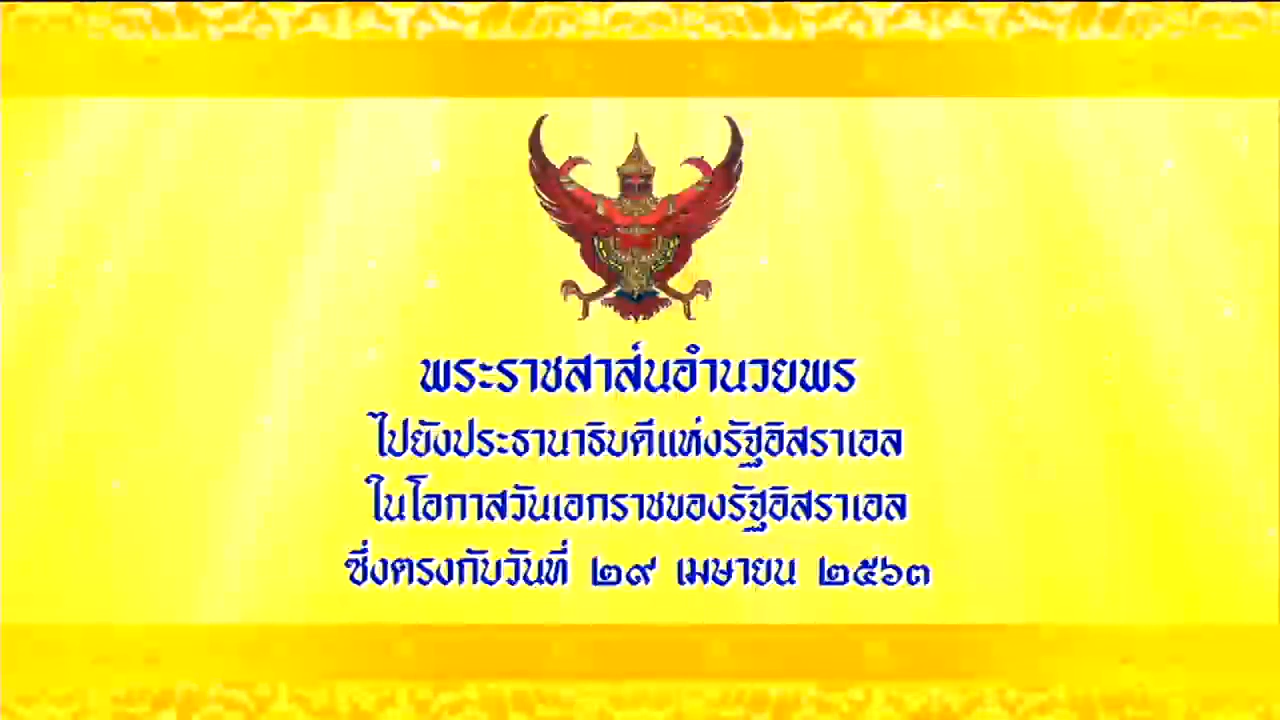 พระราชสาส์นอำนวยพร
ไปยังประธานาธิบดีแห่งรัฐอิสราเอล
ในโอกาสวันเอกราชของรัฐอิสราเอล
ซึ่งตรงกับวันที่ ๒๙ เมษายน ๒๕๖๓